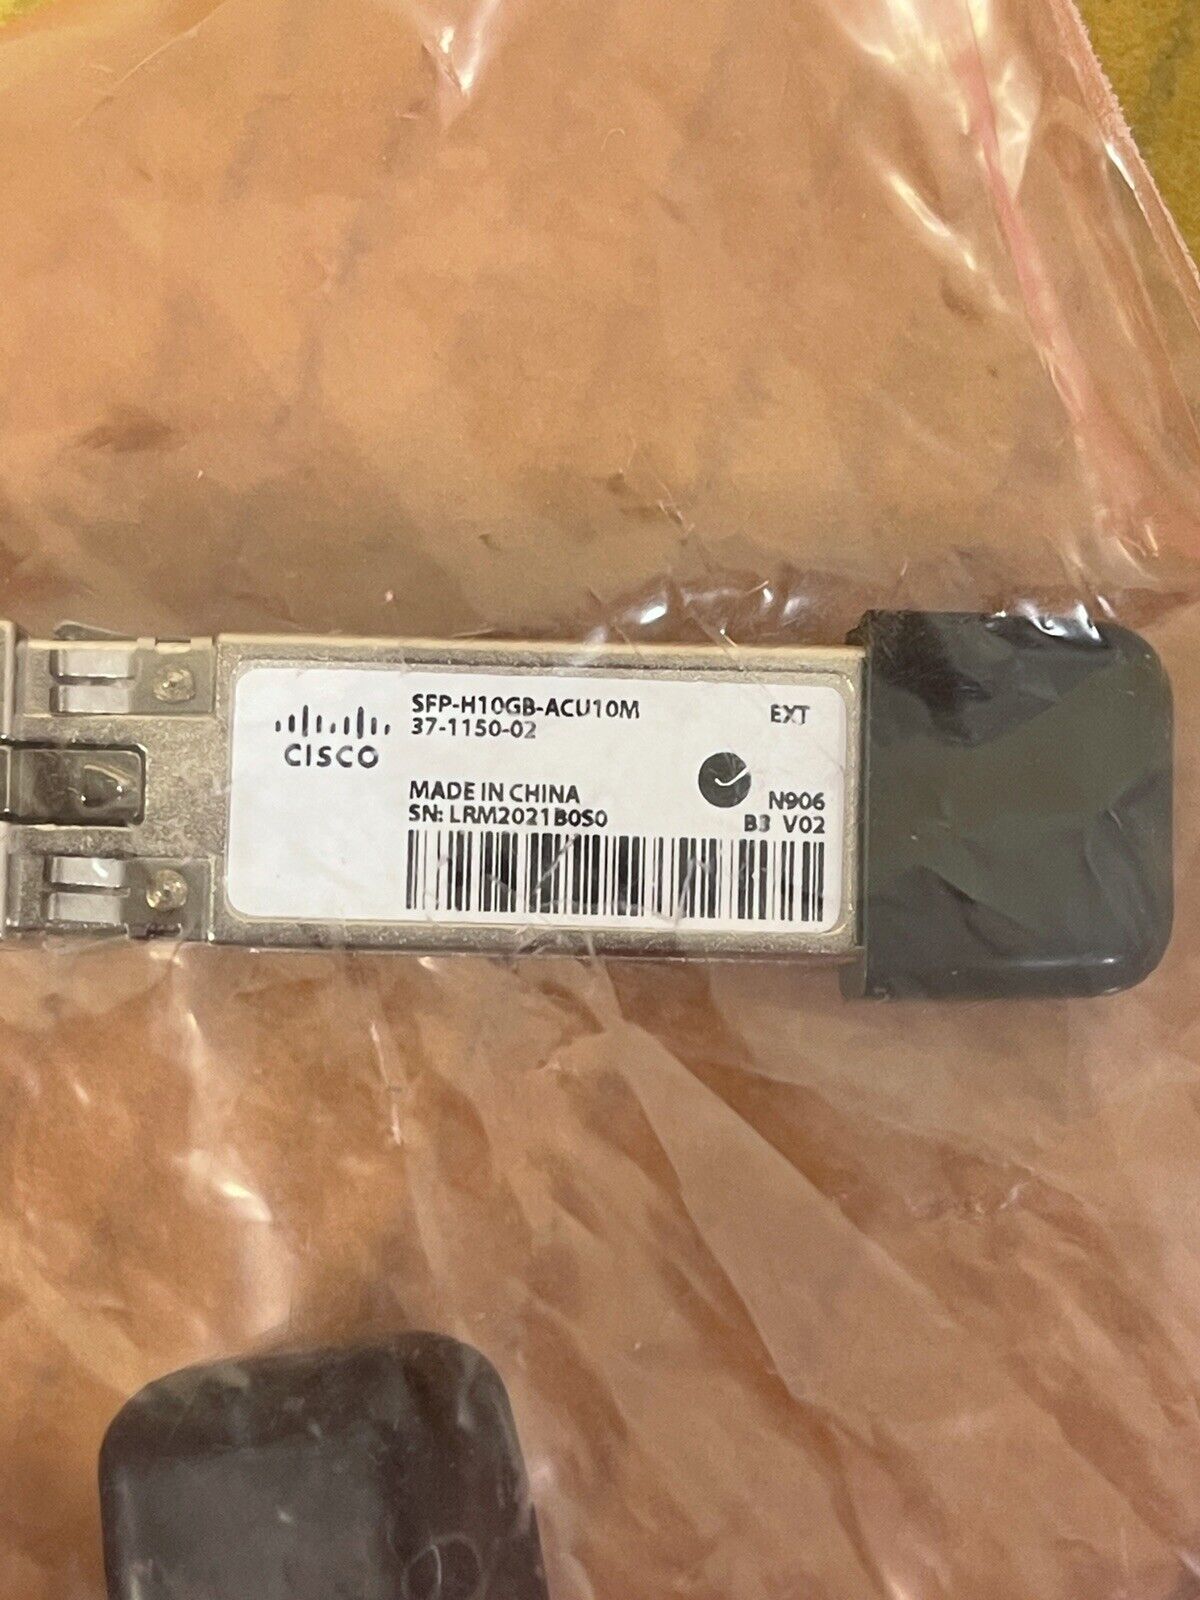 SFP-H10GB-ACU10M
37-1150-02
EXT
CISCO
MADE IN CHINA
SN: LRM2021B0S0
N906
B3 V02